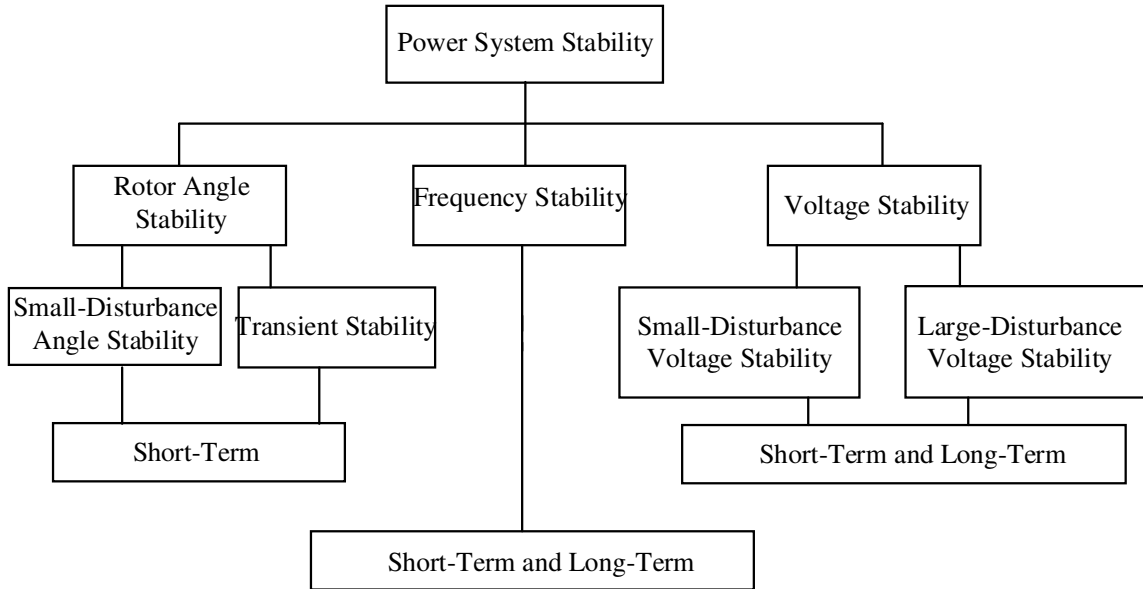 Power System Stability
Rotor Angle
Stability
Frequency Stability
Voltage Stability
Small-Disturbance
Angle Stability
Transient Stability
Small-Disturbance
Voltage Stability
Large-Disturbance
Voltage Stability
Short-Term
Short-Term and Long-Term
Short-Term and Long-Term